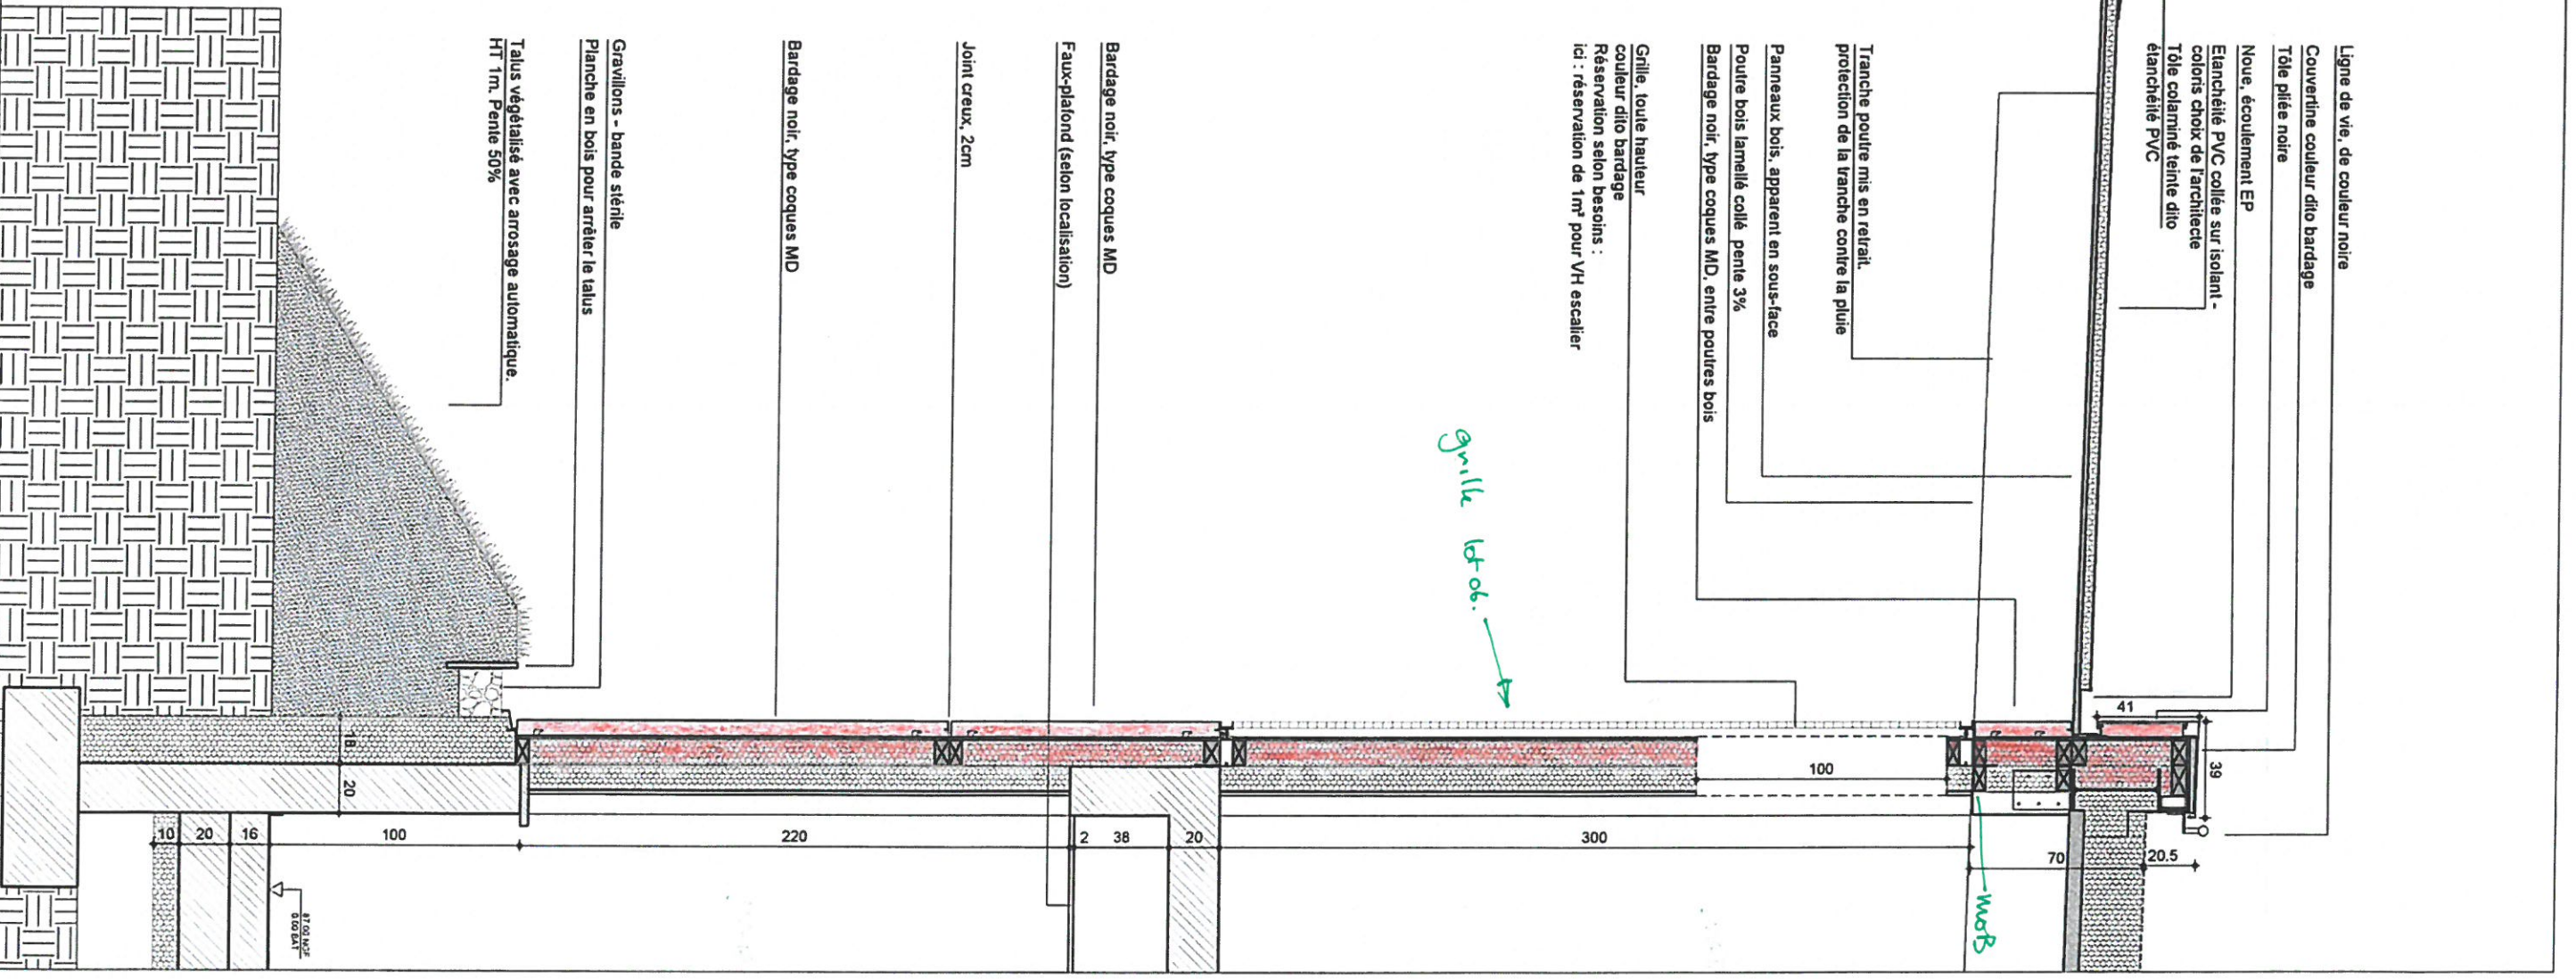 Ligne de vie, de couleur noire
Couvertine couleur dito bardage
Tôle pliée noire
Noue, écoulement EP
Etanchéité PVC collée sur isolant -
coloris choix de l'architecte
Tôle colaminé teinte dito
étanchéité PVC
Tranche poutre mis en retrait.
protection de la tranche contre la pluie
Panneaux bois, apparent en sous-face
Poutre bois lamellé collé pente 3%
Bardage noir, type coques MD, entre poutres bois
Grille, toute hauteur
couleur dito bardage
Réservation selon besoins :
ici : réservation de 1m² pour VH escalier
Bardage noir, type coques MD
Faux-plafond (selon localisation)
Joint creux, 2cm
Bardage noir, type coques MD
Gravillons - bande stérile
Planche en bois pour arrêter le talus
Talus végétalisé avec arrosage automatique.
HT 1m. Pente 50%
grille lot 06.
MOB
41
39
20.5
70
100
300
20
38
2
220
100
16
20
10
18
20
87.00 NGF
0.00 BAT